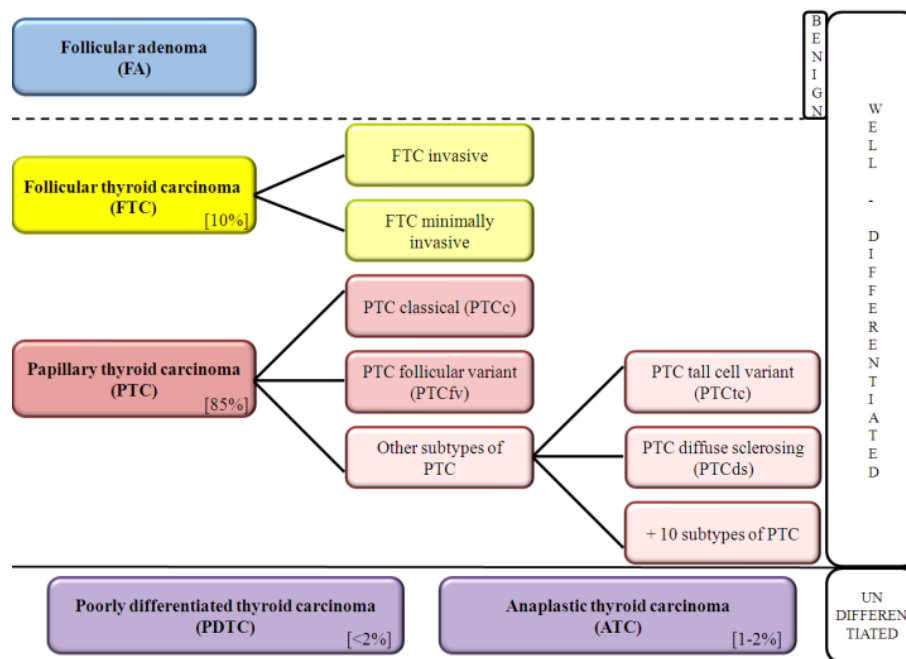 Follicular adenoma
(FA)
BENIGN
WELL - DIFFERENTIATED
Follicular thyroid carcinoma
(FTC)
[10%]
FTC invasive
FTC minimally
invasive
Papillary thyroid carcinoma
(PTC)
[85%]
PTC classical (PTCc)
PTC follicular variant
(PTCfv)
Other subtypes of
PTC
PTC tall cell variant
(PTCtc)
PTC diffuse sclerosing
(PTCds)
+ 10 subtypes of PTC
Poorly differentiated thyroid carcinoma
(PDTC)
[<2%]
Anaplastic thyroid carcinoma
(ATC)
[1-2%]
UN
DIFFEREN
TIATED